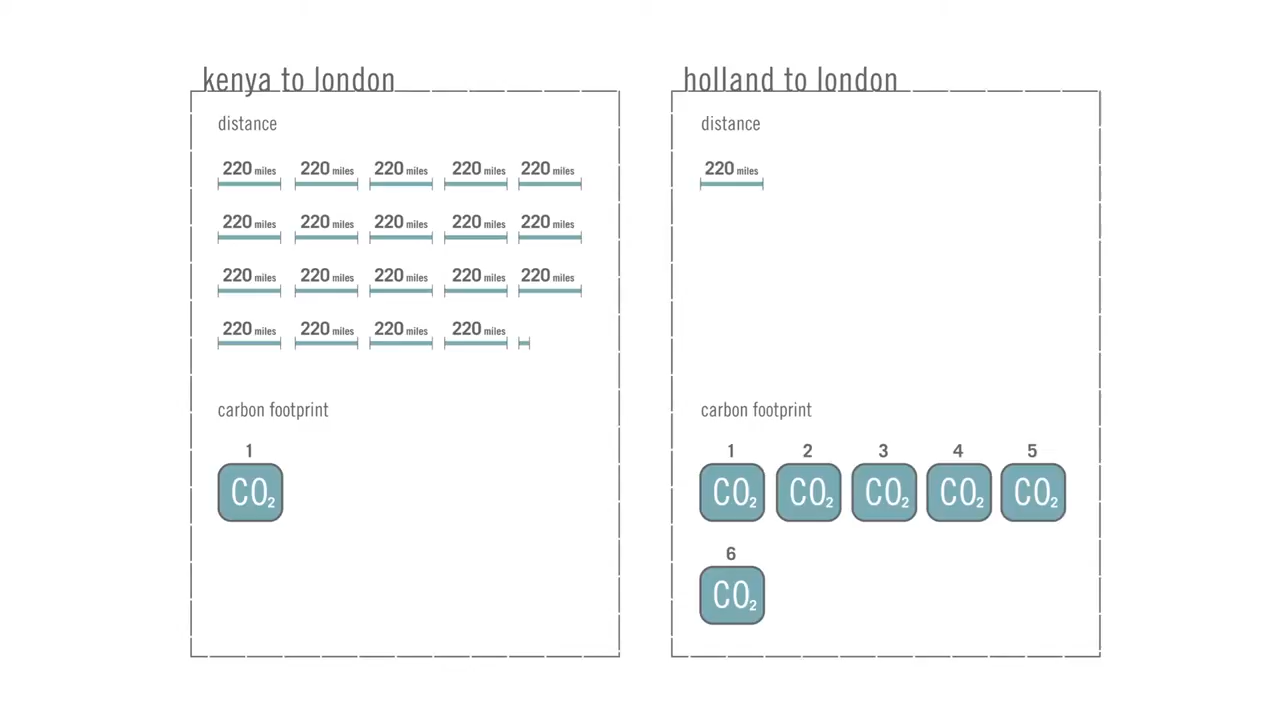 kenya to london
distance
220 miles 220 miles 220 miles 220 miles 220 miles
220 miles 220 miles 220 miles 220 miles 220 miles
220 miles 220 miles 220 miles 220 miles 220 miles
220 miles 220 miles 220 miles 220 miles
carbon footprint
1
CO2
holland to london
distance
220 miles
carbon footprint
1 2 3 4 5
CO2 CO2 CO2 CO2 CO2
6
CO2